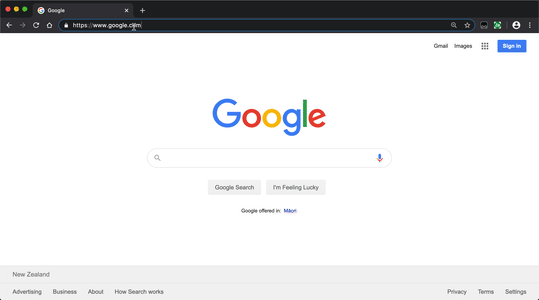 Google
https://www.google.com
Gmail Images Sign in
Google
Google Search I'm Feeling Lucky
Google offered in: Māori
New Zealand
Advertising Business About How Search works Privacy Terms Settings